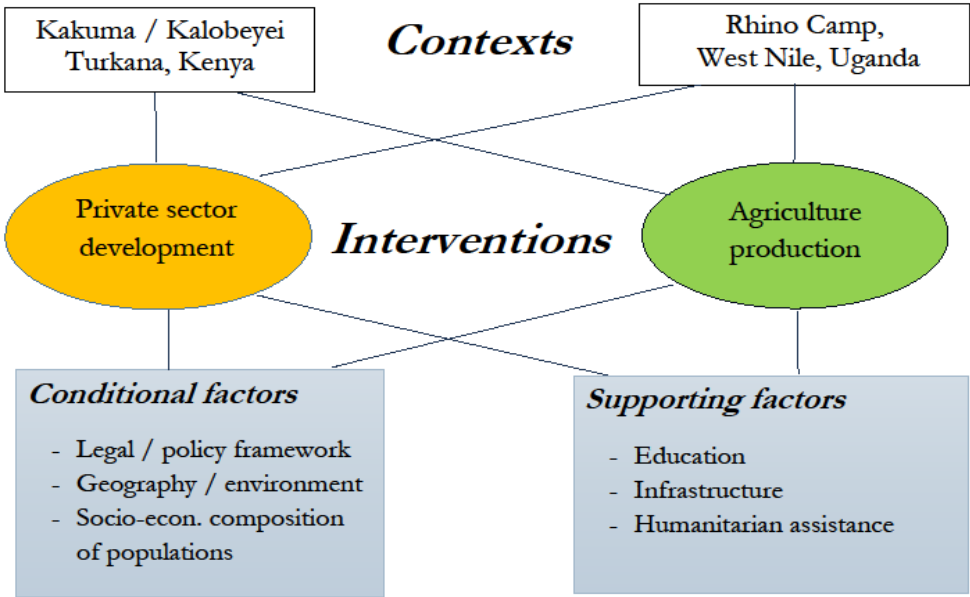 Kakuma / Kalobeyei
Turkana, Kenya
Contexts
Rhino Camp,
West Nile, Uganda
Private sector
development
Interventions
Agriculture
production
Conditional factors
- Legal / policy framework
- Geography / environment
- Socio-econ. composition
of populations
Supporting factors
- Education
- Infrastructure
- Humanitarian assistance